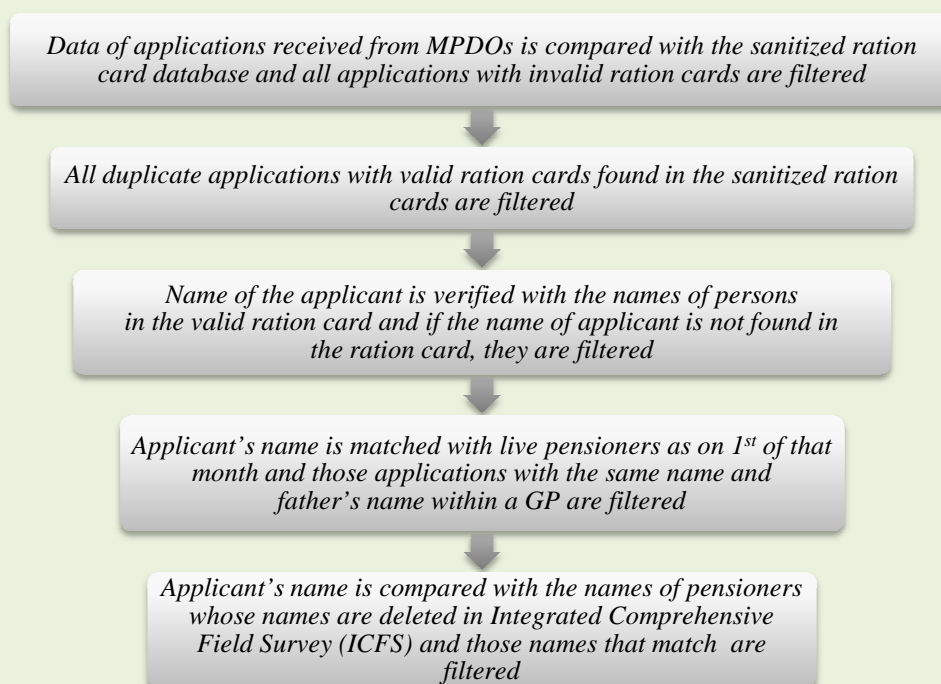 Data of applications received from MPDOs is compared with the sanitized ration
card database and all applications with invalid ration cards are filtered
All duplicate applications with valid ration cards found in the sanitized ration
cards are filtered
Name of the applicant is verified with the names of persons
in the valid ration card and if the name of applicant is not found in
the ration card, they are filtered
Applicant’s name is matched with live pensioners as on 1st of that
month and those applications with the same name and
father’s name within a GP are filtered
Applicant’s name is compared with the names of pensioners
whose names are deleted in Integrated Comprehensive
Field Survey (ICFS) and those names that match are
filtered